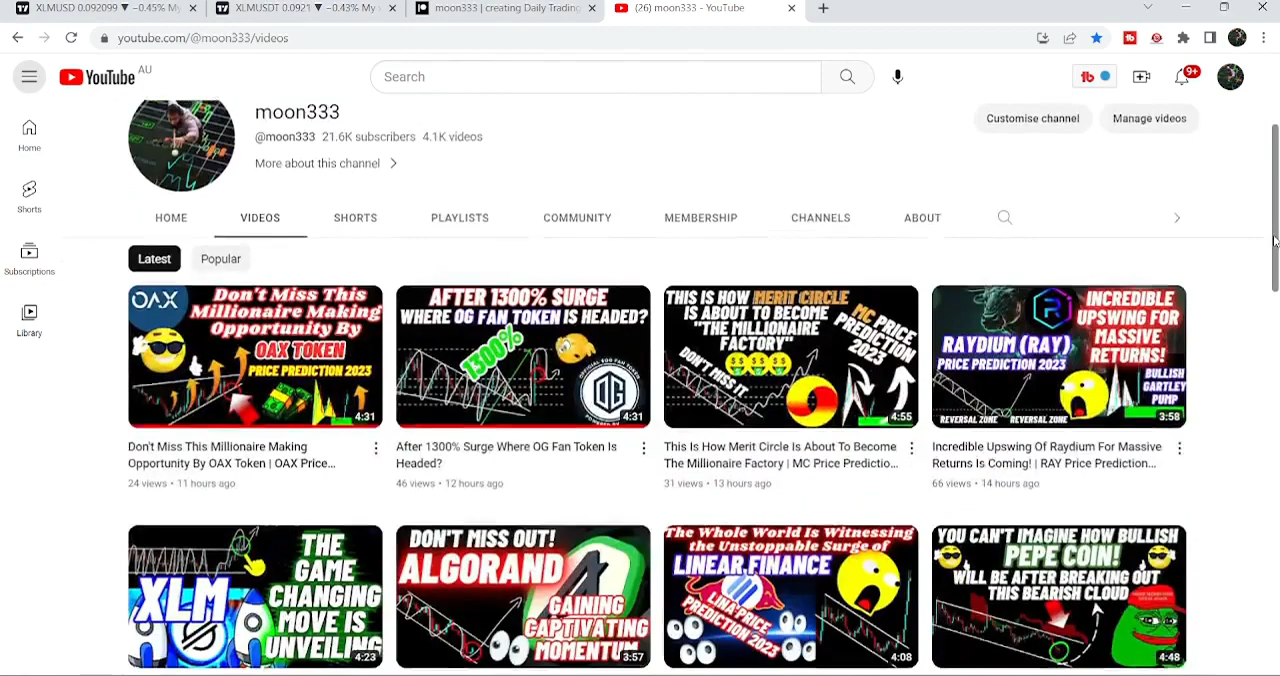 XLMUSD 0.092099 ▼ −0.45% My
XLMUSDT 0.0921 ▼ −0.43% My
moon333 | creating Daily Trading
(26) moon333 - YouTube
youtube.com/@moon333/videos
YouTube AU
Search
9+
moon333
@moon333 21.6K subscribers 4.1K videos
More about this channel
Customise channel
Manage videos
Home
Shorts
Subscriptions
Library
HOME
VIDEOS
SHORTS
PLAYLISTS
COMMUNITY
MEMBERSHIP
CHANNELS
ABOUT
Latest
Popular
OAX
Don't Miss This
Millionaire Making
Opportunity By
OAX TOKEN
PRICE PREDICTION 2023
4:31
AFTER 1300% SURGE
WHERE OG FAN TOKEN IS HEADED?
1300%
OG
4:31
THIS IS HOW MERIT CIRCLE
IS ABOUT TO BECOME
"THE MILLIONAIRE
FACTORY"
DON'T MISS IT
MC PRICE
PREDICTION
2023
4:55
INCREDIBLE
UPSWING FOR
MASSIVE
RETURNS!
RAYDIUM (RAY)
PRICE PREDICTION 2023
BULLISH
GARTLEY
PUMP
REVERSAL ZONE
REVERSAL ZONE
3:58
Don't Miss This Millionaire Making
Opportunity By OAX Token | OAX Price...
24 views • 11 hours ago
After 1300% Surge Where OG Fan Token Is
Headed?
46 views • 12 hours ago
This Is How Merit Circle Is About To Become
The Millionaire Factory | MC Price Predictio...
31 views • 13 hours ago
Incredible Upswing Of Raydium For Massive
Returns Is Coming! | RAY Price Prediction...
66 views • 14 hours ago
XLM
THE
GAME
CHANGING
MOVE IS
UNVEILING
4:23
DON'T MISS OUT!
ALGORAND
GAINING
CAPTIVATING
MOMENTUM
3:57
The Whole World Is Witnessing
the Unstoppable Surge of
LINEAR FINANCE
LINA PRICE
PREDICTION 2023
4:08
YOU CAN'T IMAGINE HOW BULLISH
PEPE COIN!
WILL BE AFTER BREAKING OUT
THIS BEARISH CLOUD
4:48